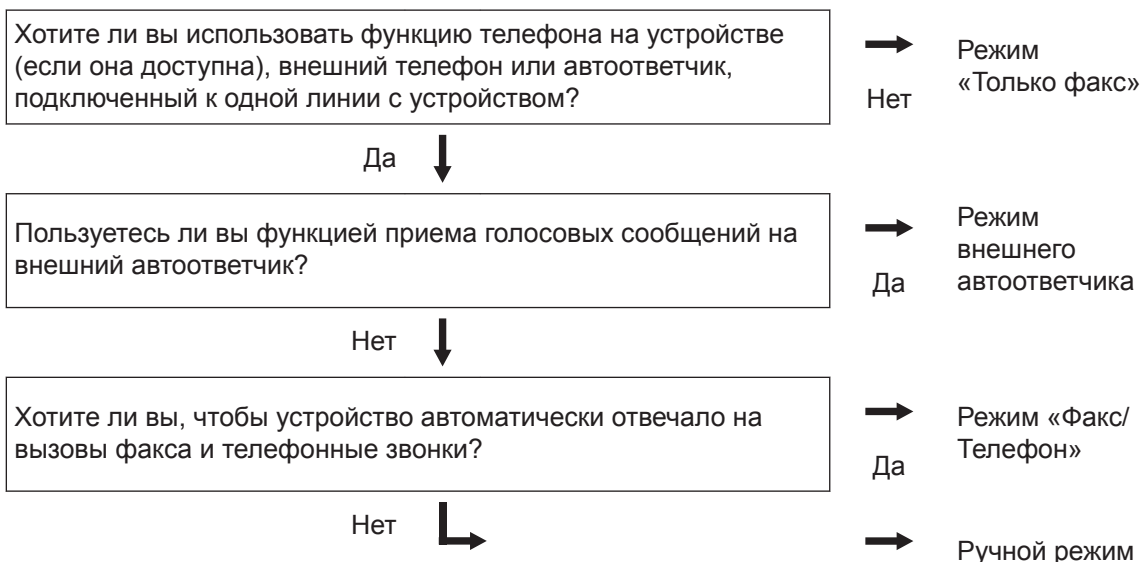 Хотите ли вы использовать функцию телефона на устройстве
(если она доступна), внешний телефон или автоответчик,
подключенный к одной линии с устройством?
Нет
Режим
«Только факс»
Да
Пользуетесь ли вы функцией приема голосовых сообщений на
внешний автоответчик?
Да
Режим
внешнего
автоответчика
Нет
Хотите ли вы, чтобы устройство автоматически отвечало на
вызовы факса и телефонные звонки?
Да
Режим «Факс/
Телефон»
Нет
Ручной режим